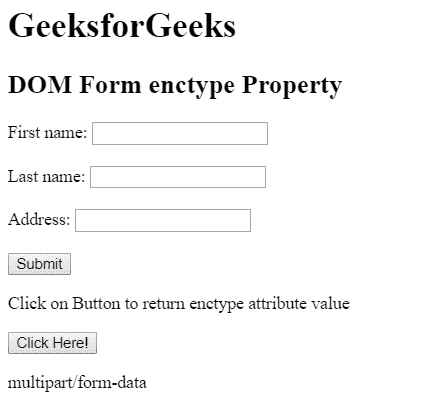 GeeksforGeeks
DOM Form enctype Property
First name:
Last name:
Address:
Submit
Click on Button to return enctype attribute value
Click Here!
multipart/form-data